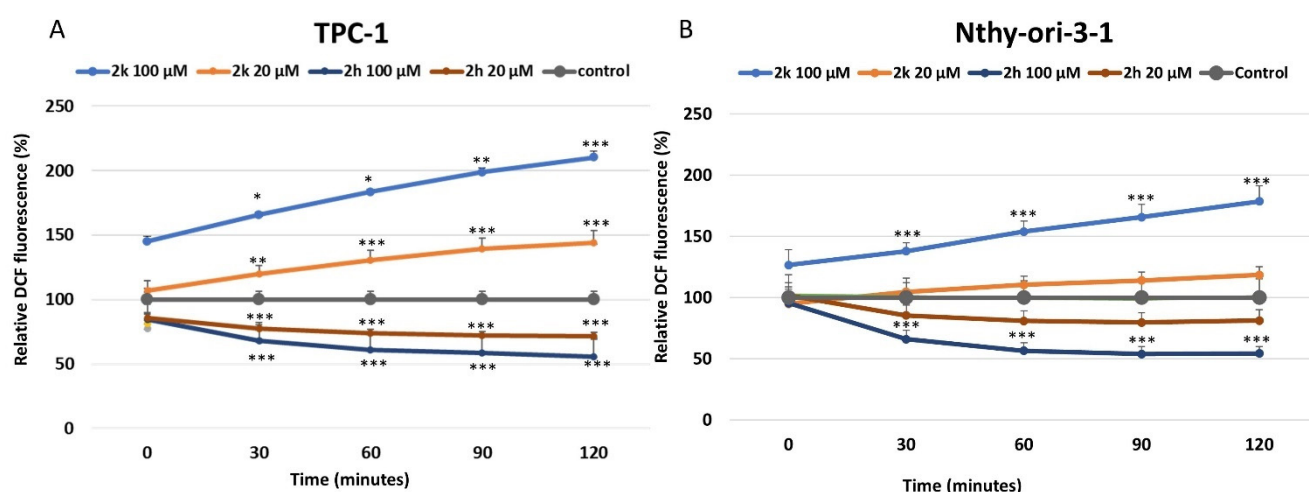 A
TPC-1
2k 100 µM 2k 20 µM 2h 100 µM 2h 20 µM control
Relative DCF fluorescence (%)
250
200
150
100
50
0
* * ** ***
** *** *** ***
*** *** *** ***
*** *** *** ***
0 30 60 90 120
Time (minutes)
B
Nthy-ori-3-1
2k 100 µM 2k 20 µM 2h 100 µM 2h 20 µM Control
Relative DCF fluorescence (%)
250
200
150
100
50
0
*** *** *** ***
*** *** *** ***
0 30 60 90 120
Time (minutes)